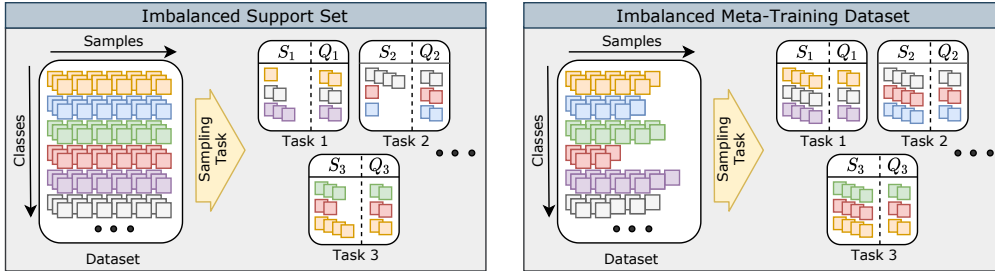 Imbalanced Support Set
Samples
Classes
Dataset
Sampling
Task
S1 Q1
Task 1
S2 Q2
Task 2
S3 Q3
Task 3
Imbalanced Meta-Training Dataset
Samples
Classes
Dataset
Sampling
Task
S1 Q1
Task 1
S2 Q2
Task 2
S3 Q3
Task 3